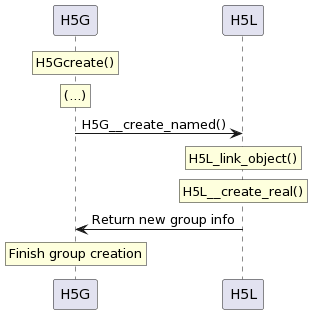 H5G H5L
H5Gcreate()
(...)
H5G__create_named()
H5L_link_object()
H5L__create_real()
Return new group info
Finish group creation
H5G H5L